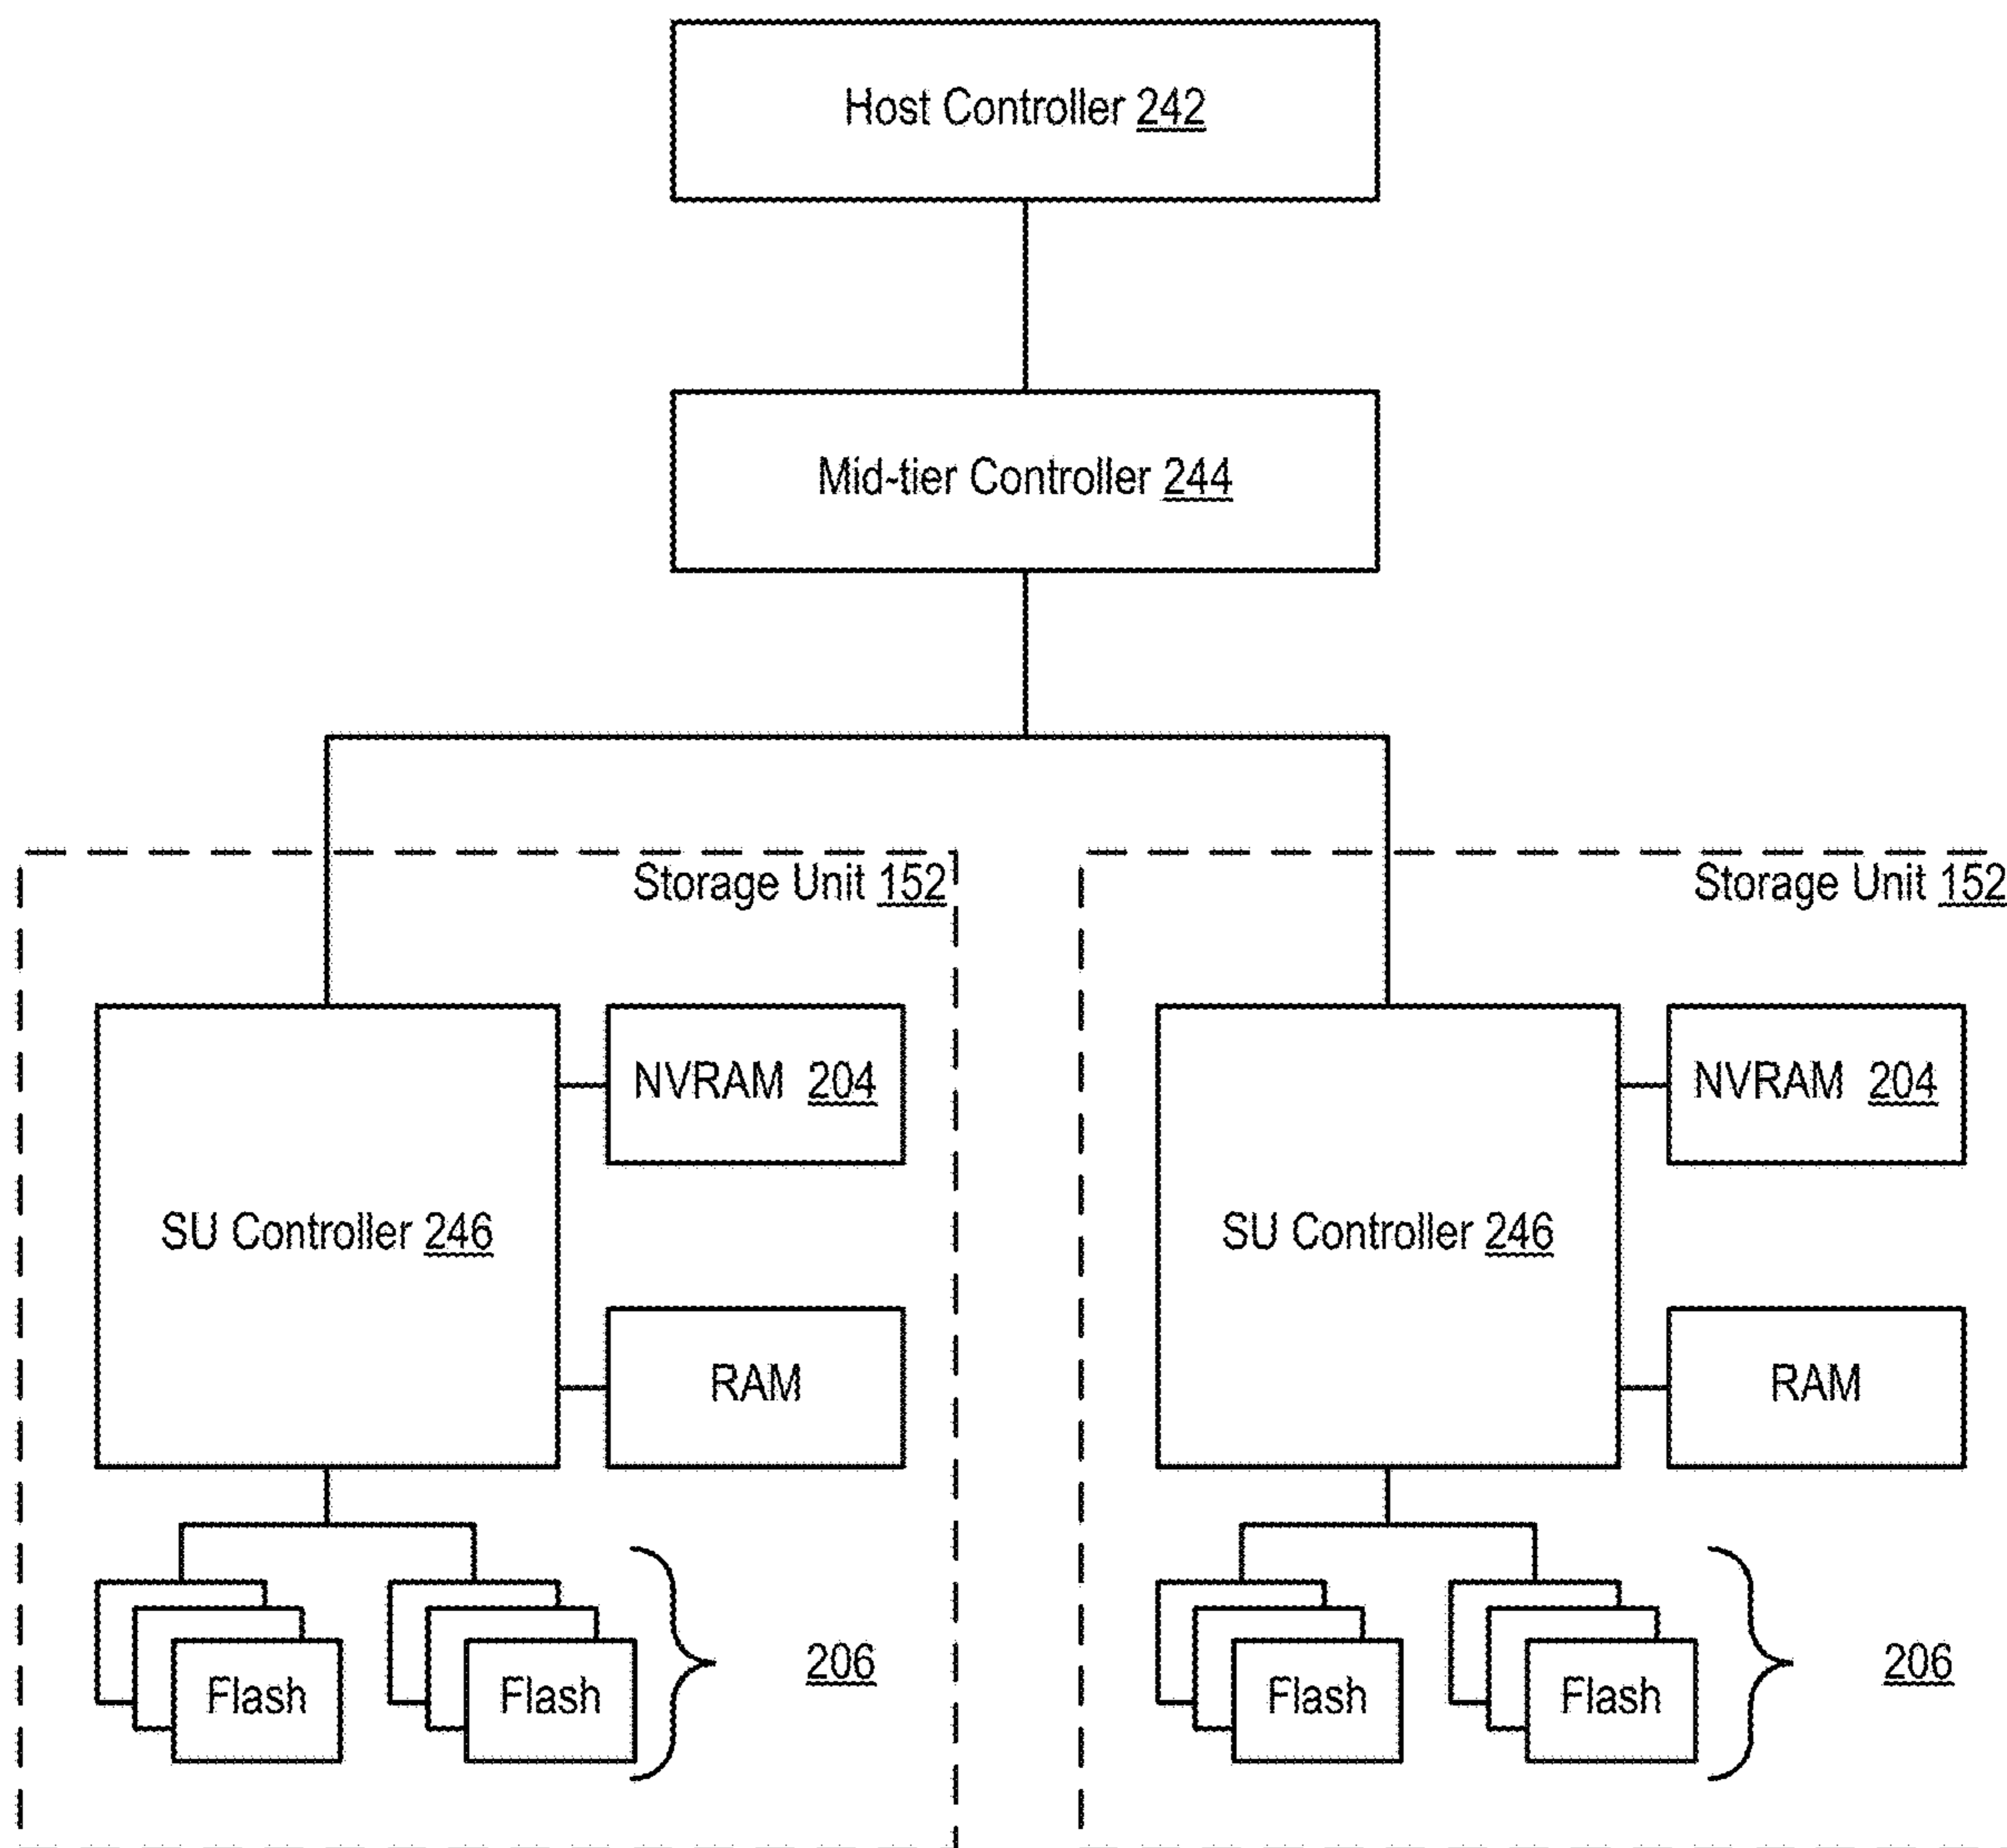 Host Controller 242
Mid-tier Controller 244
Storage Unit 152
NVRAM 204
SU Controller 246
RAM
Flash
Flash
206
Storage Unit 152
NVRAM 204
SU Controller 246
RAM
Flash
Flash
206